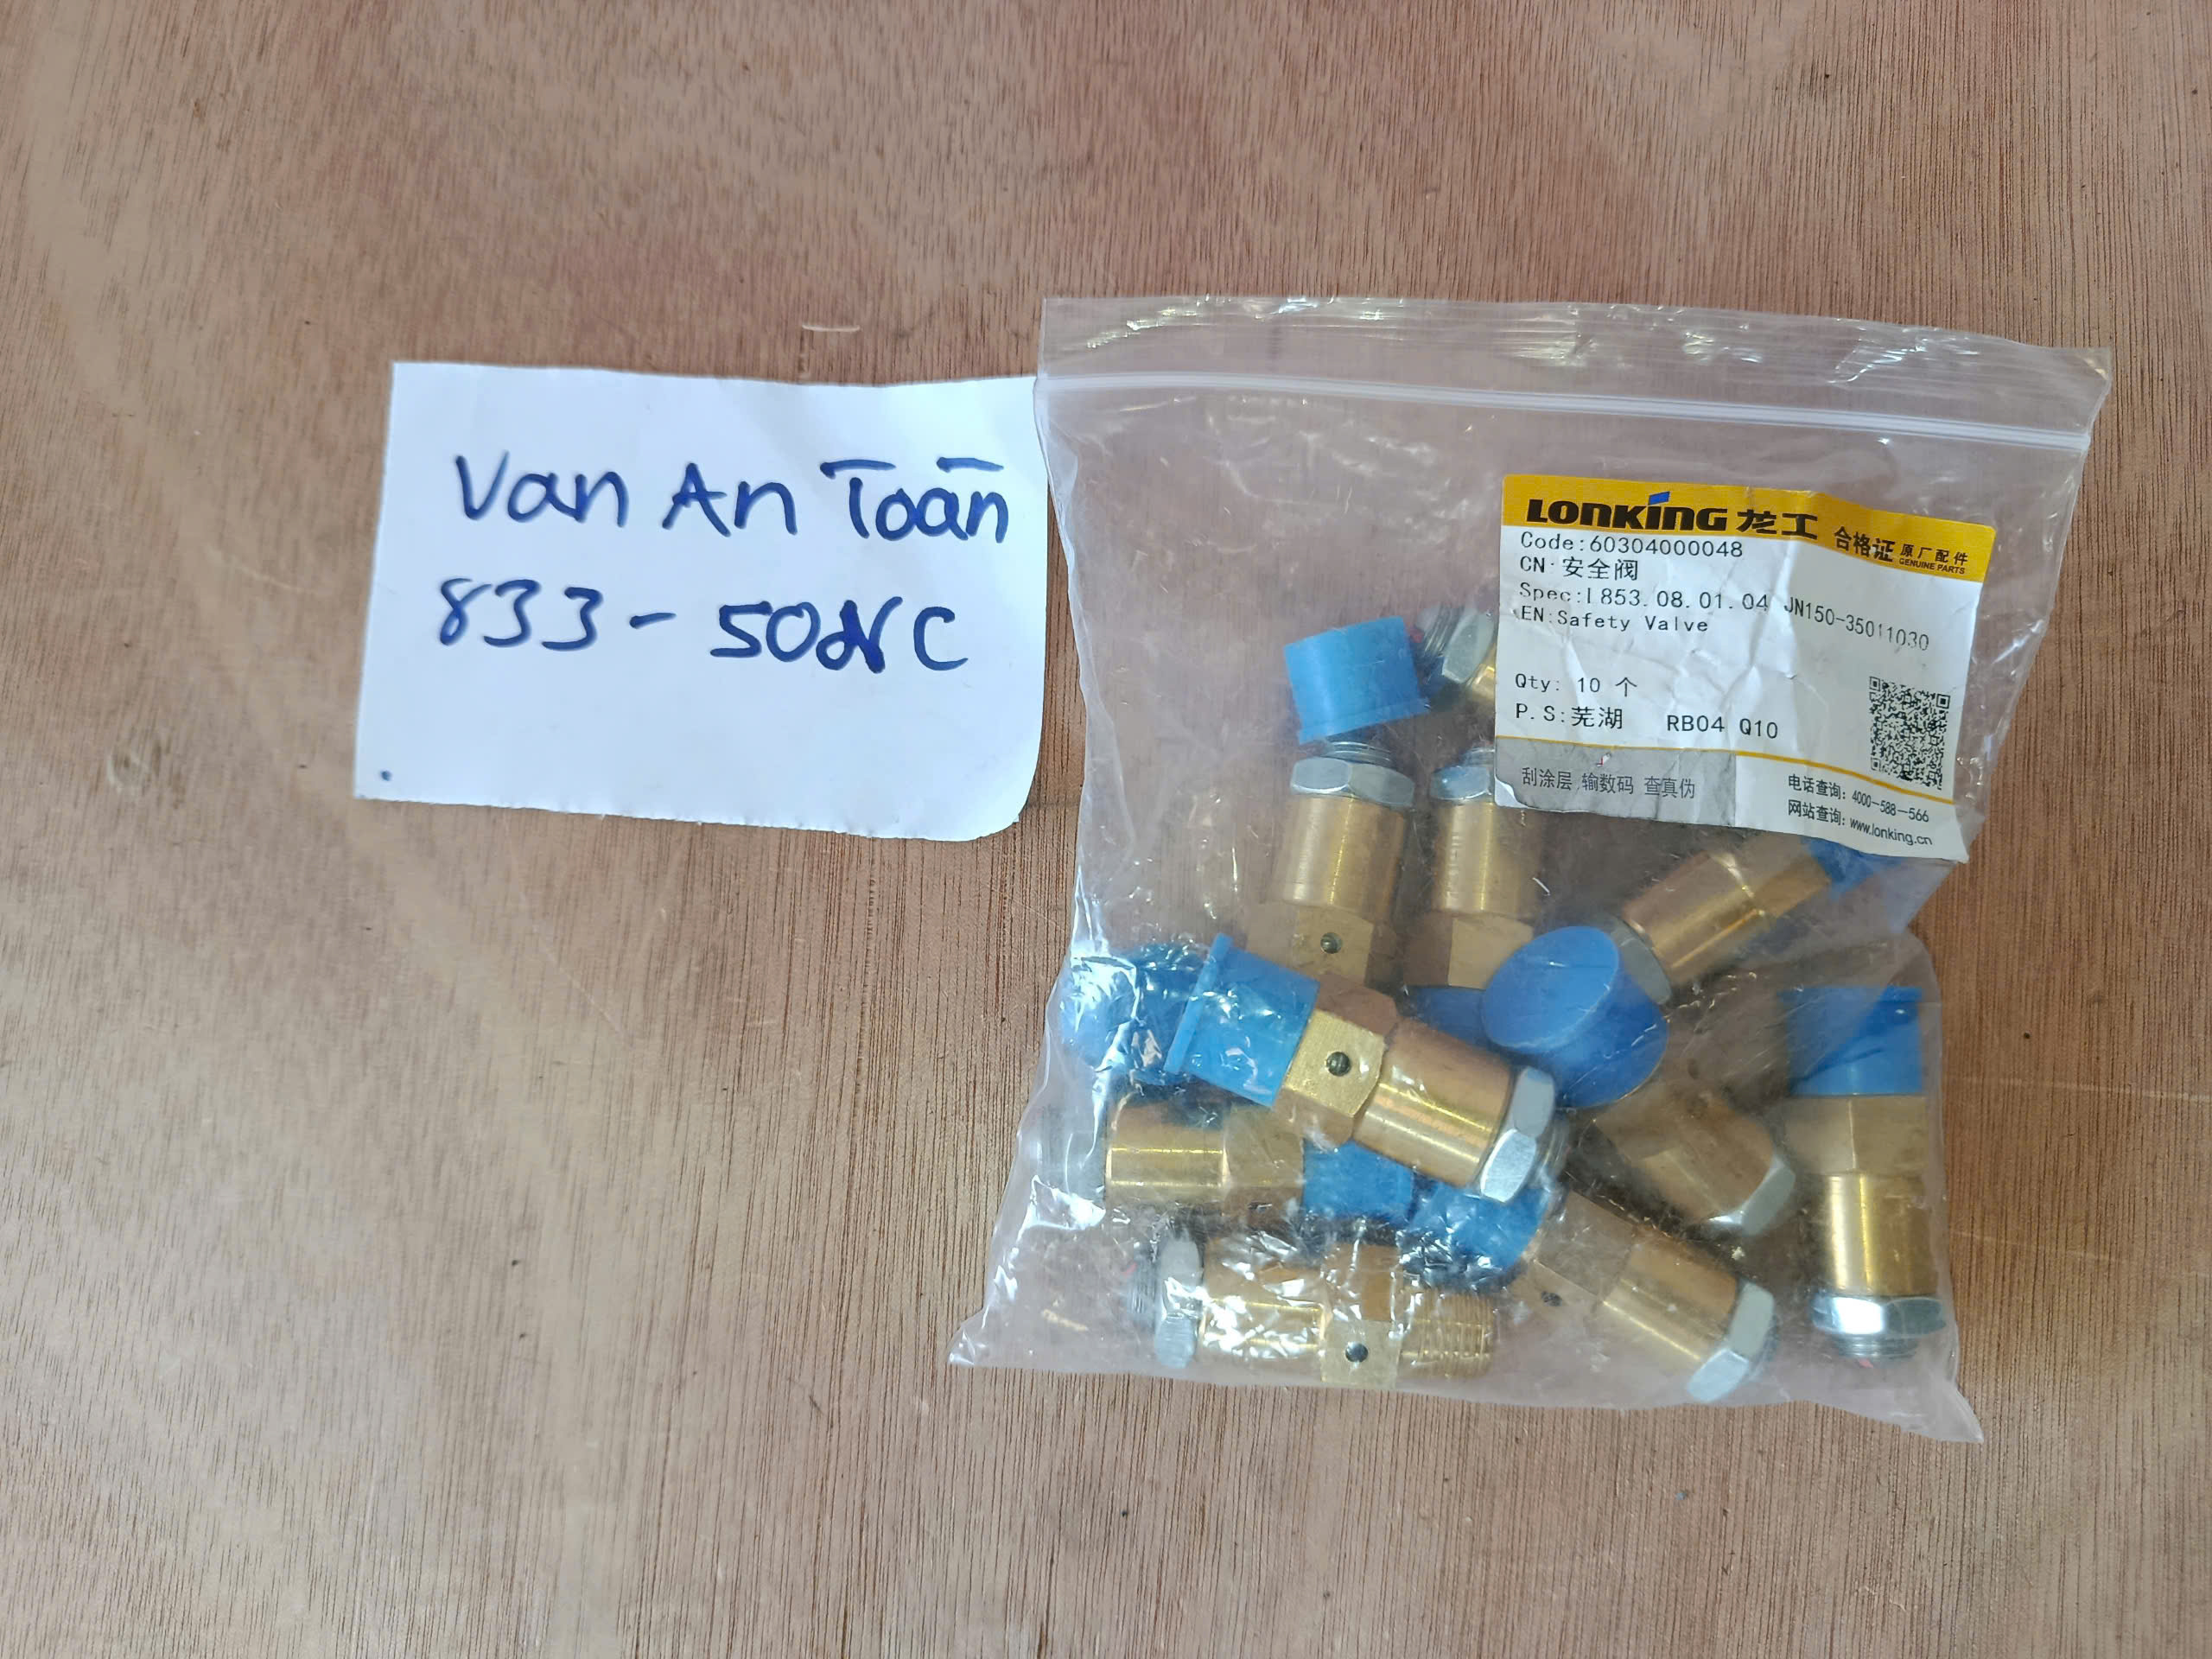 Van An Toàn
833-50NC
LONKING 龙工 合格证 原厂配件
GENUINE PARTS
Code:60304000048
CN:安全阀
Spec:L853.08.01.04 JN150-35011030
EN:Safety Valve
Qty: 10 个
P.S:芜湖 RB04 Q10
刮涂层 输数码 查真伪
电话查询: 4000-588-566
网站查询: www.lonking.cn